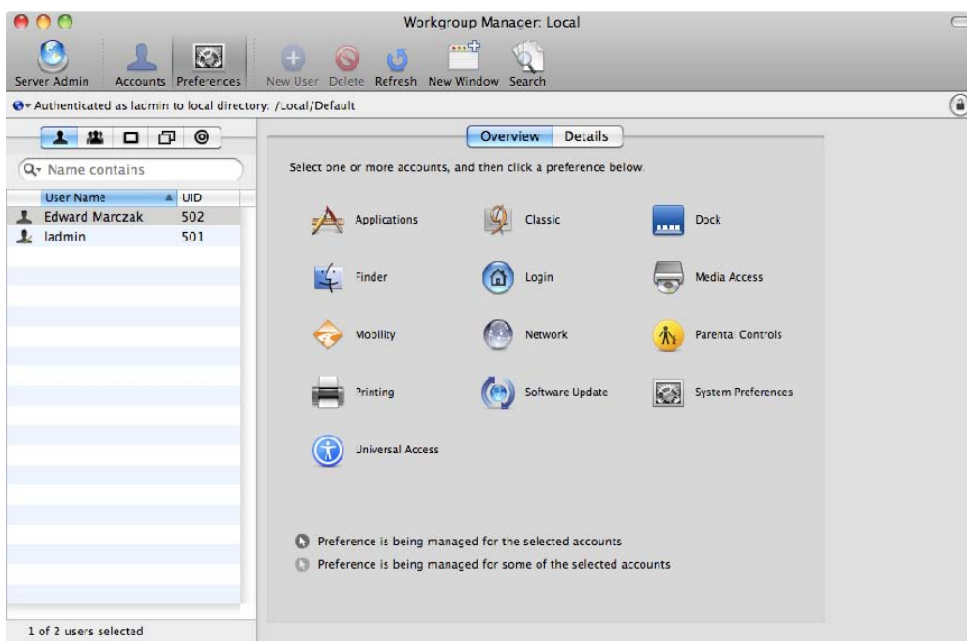 Workgroup Manager: Local
Server Admin Accounts Preferences New User Delete Refresh New Window Search
Authenticated as ladmin to local directory: /Local/Default
Overview Details
Name contains
Select one or more accounts, and then click a preference below.
User Name UID
Edward Marczak 502
ladmin 501
Applications Classic Dock
Finder Login Media Access
Mobility Network Parental Controls
Printing Software Update System Preferences
Universal Access
Preference is being managed for the selected accounts
Preference is being managed for some of the selected accounts
1 of 2 users selected